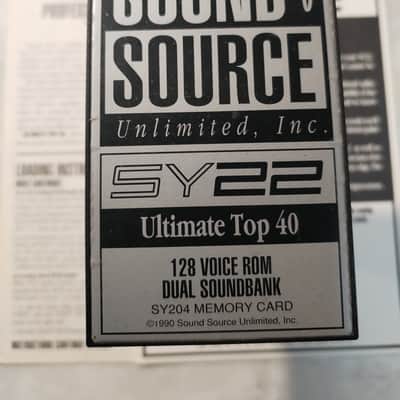 SOUND
SOURCE
Unlimited, Inc.
SY22
Ultimate Top 40
128 VOICE ROM
DUAL SOUNDBANK
SY204 MEMORY CARD
©1990 Sound Source Unlimited, Inc.